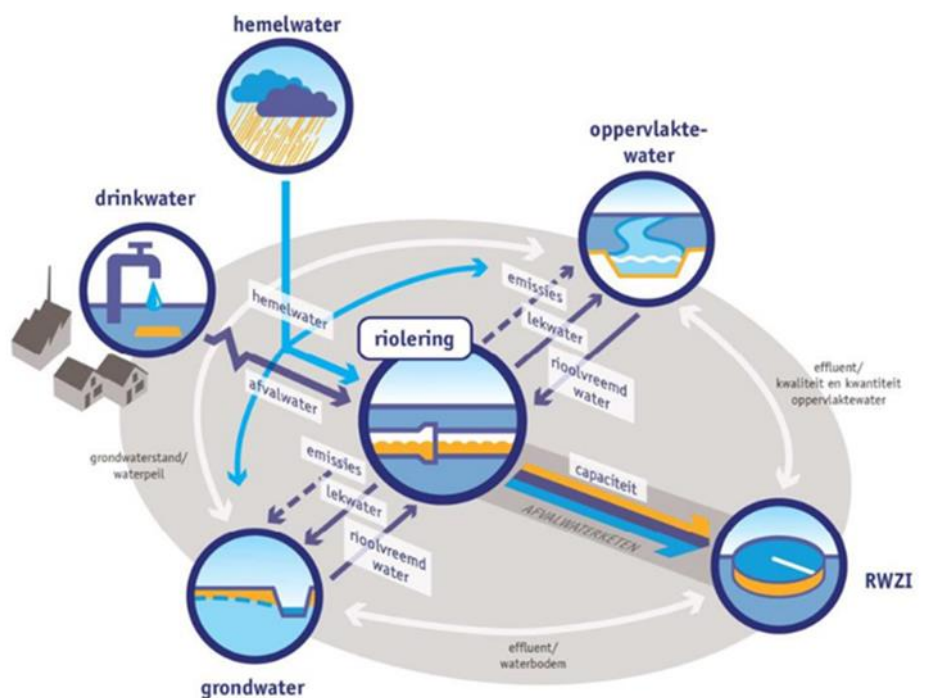 hemelwater
oppervlakte-
water
drinkwater
emissies
hemelwater
lekwater
riolering
rioolvreemd
water
afvalwater
effluent/
kwaliteit en kwantiteit
oppervlaktewater
grondwaterstand/
waterpeil
emissies
capaciteit
lekwater
AFVALWATERKETEN
rioolvreemd
water
RWZI
effluent/
waterbodem
grondwater